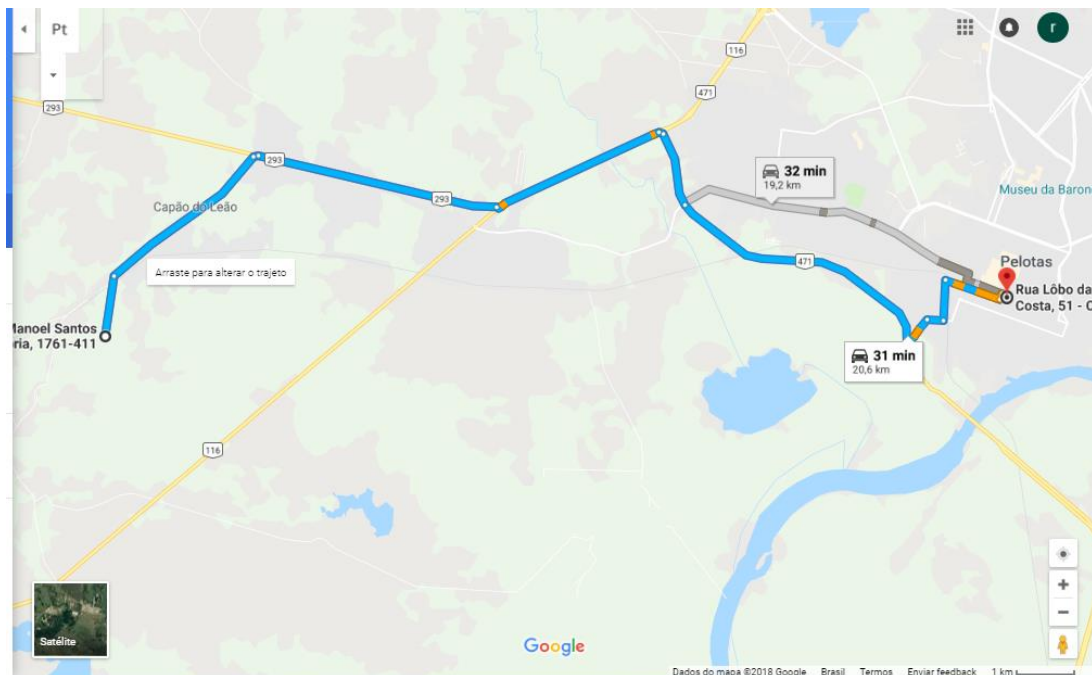 Pt
116
471
293
293
32 min
19,2 km
293
Museu da Baron
Capão do Leão
Arraste para alterar o trajeto
471
Pelotas
Rua Lôbo da
Costa, 51 - C
Manoel Santos
ria, 1761-411
31 min
20,6 km
116
r
Satélite
Google
Dados do mapa ©2018 Google Brasil Termos Enviar feedback 1 km